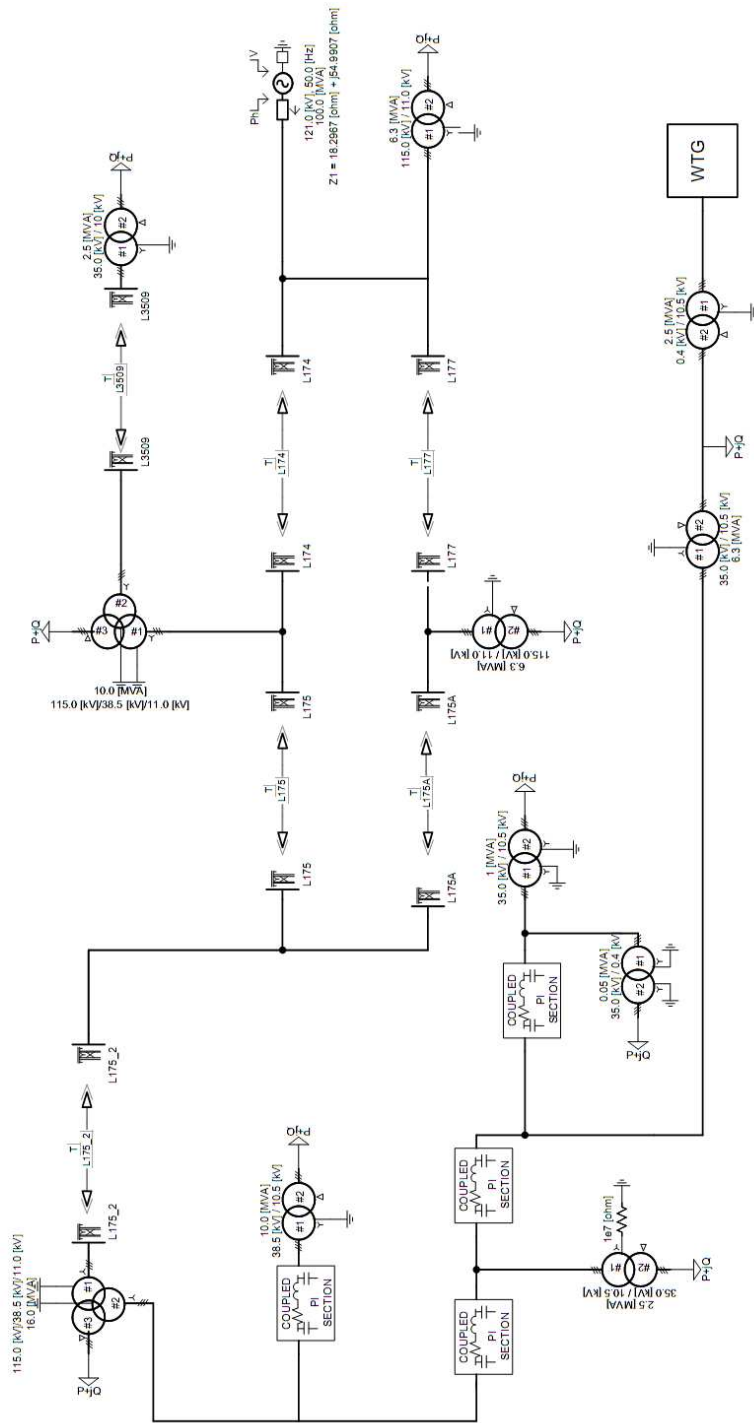 115.0 [kV]/38.5 [kV]/11.0 [kV]
16.0 [MVA]
#1
#2
#3
P+jQ
L175_2
T
L175_2
L175_2
L175
T
L175
L175
L175A
T
L175A
L175A
P+jQ
#3
#2
#1
10.0 [MVA]
115.0 [kV]/38.5 [kV]/11.0 [kV]
L3509
T
L3509
L3509
2.5 [MVA]
35.0 [kV] / 10 [kV]
#1
#2
P+jQ
L174
T
L174
L174
Ph
V
121.0 [kV], 50.0 [Hz]
100.0 [MVA]
Z1 = 18.2967 [ohm] + j54.9907 [ohm]
L177
T
L177
L177
6.3 [MVA]
115.0 [kV] / 11.0 [kV]
#1
#2
P+jQ
#1
#2
115.0 [kV] / 11.0 [kV]
6.3 [MVA]
P+jQ
COUPLED
PI
SECTION
10.0 [MVA]
38.5 [kV] / 10.5 [kV]
#1
#2
P+jQ
COUPLED
PI
SECTION
COUPLED
PI
SECTION
1e7 [ohm]
#1
#2
35.0 [kV] / 10.5 [kV]
2.5 [MVA]
P+jQ
COUPLED
PI
SECTION
1 [MVA]
35.0 [kV] / 10.5 [kV]
#1
#2
P+jQ
0.05 [MVA]
35.0 [kV] / 0.4 [kV]
#2
#1
P+jQ
#1
#2
35.0 [kV] / 10.5 [kV]
6.3 [MVA]
P+jQ
2.5 [MVA]
0.4 [kV] / 10.5 [kV]
#2
#1
WTG